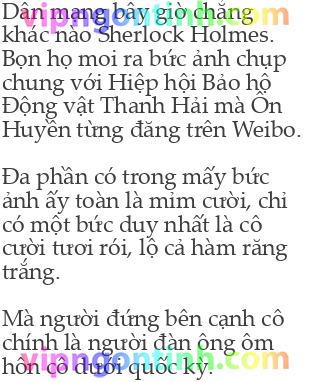 Dân mạng bây giờ chẳng
vipngontinh.com
khác nào Sherlock Holmes.
Bọn họ moi ra bức ảnh chụp
chung với Hiệp hội Bảo hộ
Động vật Thanh Hải mà Ôn
Huyền từng đăng trên Weibo.
Đa phần có trong mấy bức
ảnh ấy toàn là mỉm cười, chỉ
có một bức duy nhất là cô
cười tươi rói, lộ cả hàm răng
trắng.
Mà người đứng bên cạnh cô
chính là người đàn ông ôm
hôn cô dưới quốc kỳ.
vipngontinh.com